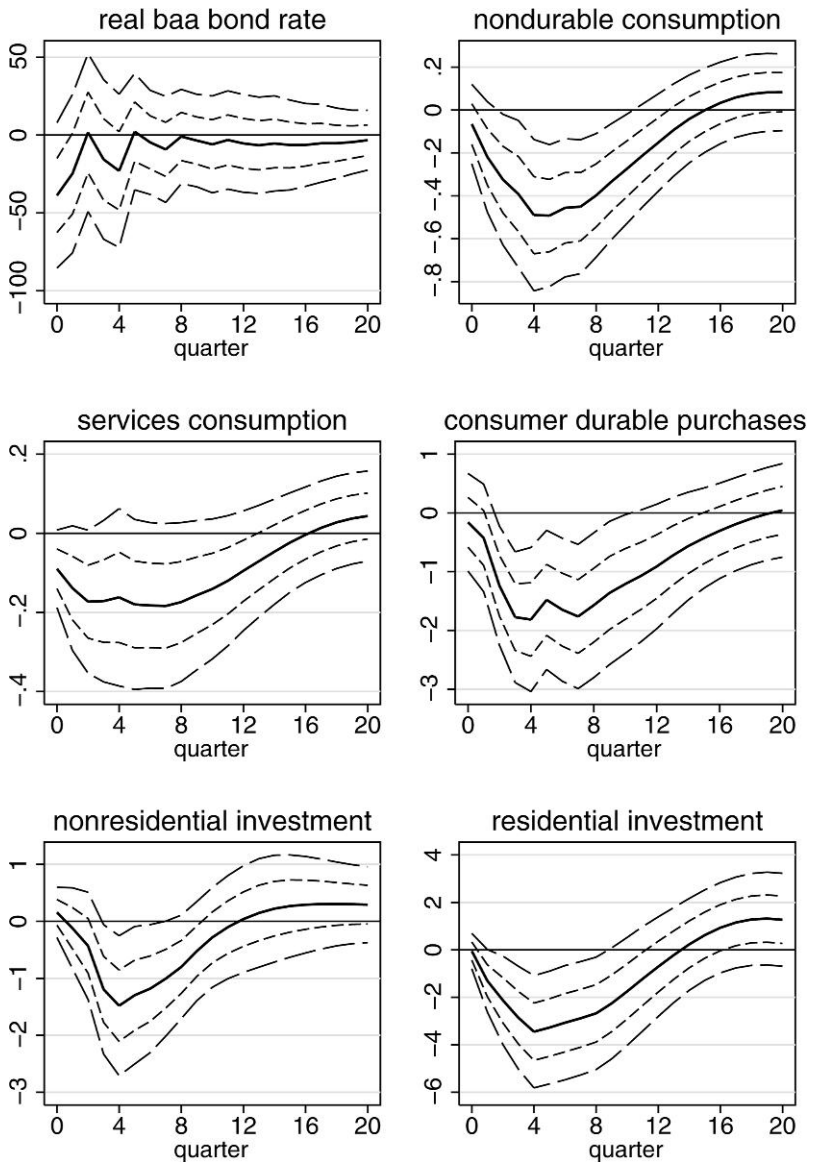 real baa bond rate
50
0
−50
−100
0 4 8 12 16 20
quarter
nondurable consumption
.2
0
−.2
−.4
−.6
−.8
0 4 8 12 16 20
quarter
services consumption
.2
0
−.2
−.4
0 4 8 12 16 20
quarter
consumer durable purchases
1
0
−1
−2
−3
0 4 8 12 16 20
quarter
nonresidential investment
1
0
−1
−2
−3
0 4 8 12 16 20
quarter
residential investment
4
2
0
−2
−4
−6
0 4 8 12 16 20
quarter